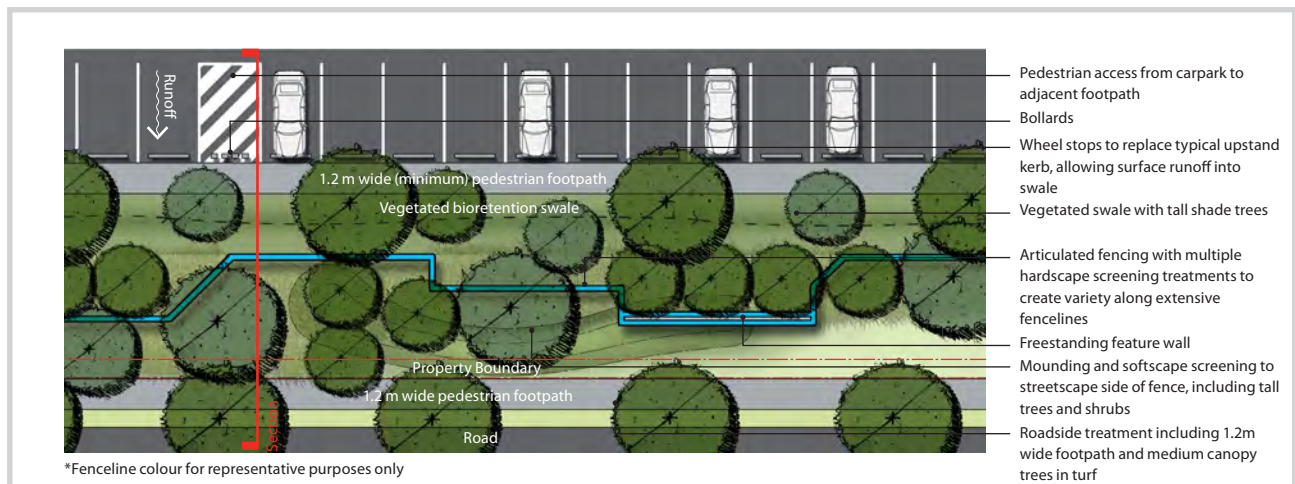 Runoff
1.2 m wide (minimum) pedestrian footpath
Vegetated bioretention swale
Property Boundary
1.2 m wide pedestrian footpath
Road
Section
*Fenceline colour for representative purposes only
Pedestrian access from carpark to
adjacent footpath
Bollards
Wheel stops to replace typical upstand
kerb, allowing surface runoff into
swale
Vegetated swale with tall shade trees
Articulated fencing with multiple
hardscape screening treatments to
create variety along extensive
fencelines
Freestanding feature wall
Mounding and softscape screening to
streetscape side of fence, including tall
trees and shrubs
Roadside treatment including 1.2m
wide footpath and medium canopy
trees in turf